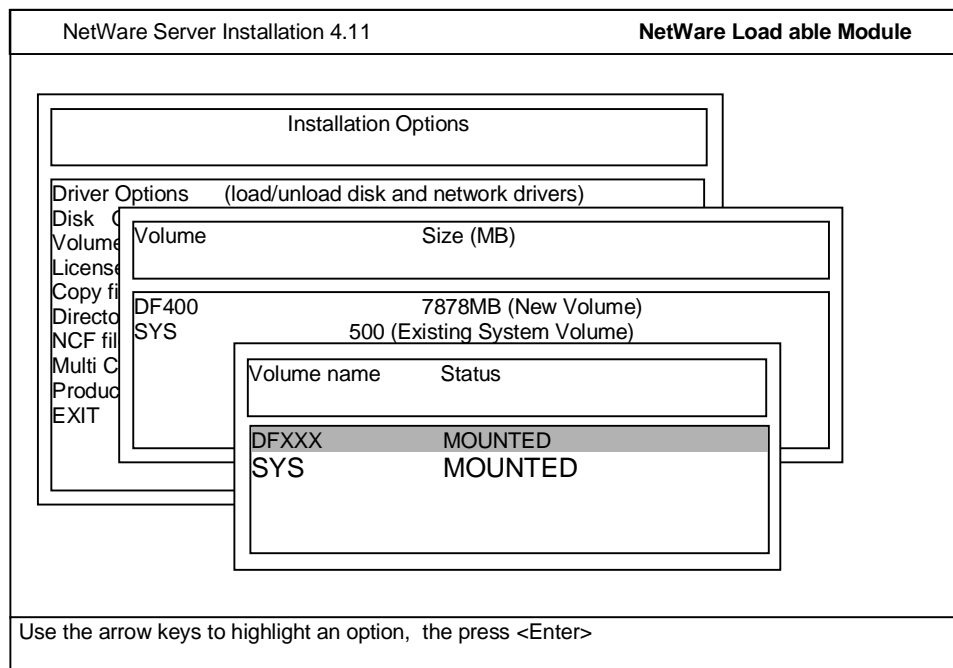 NetWare Server Installation 4.11 NetWare Load able Module
Installation Options
Driver Options (load/unload disk and network drivers)
Disk
Volume
License
Copy fi
Directo
NCF fil
Multi C
Produc
EXIT
Volume Size (MB)
DF400 7878MB (New Volume)
SYS 500 (Existing System Volume)
Volume name Status
DFXXX MOUNTED
SYS MOUNTED
Use the arrow keys to highlight an option, the press <Enter>